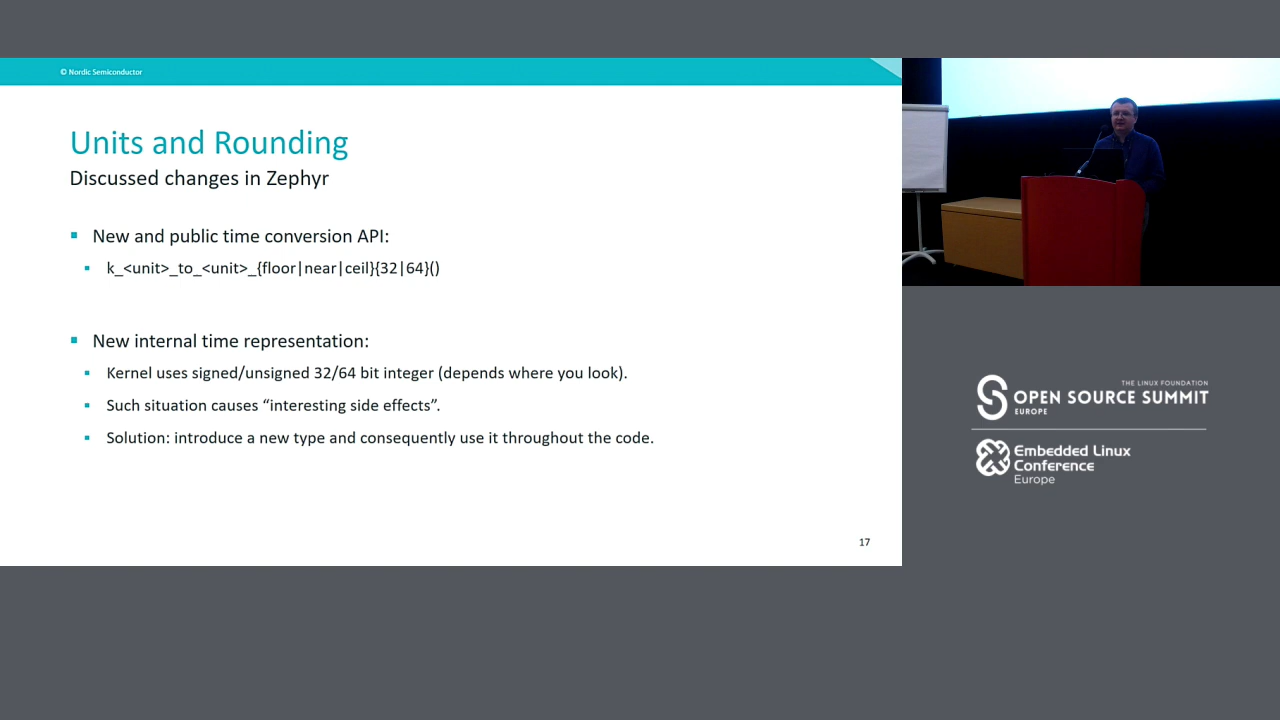 © Nordic Semiconductor
Units and Rounding
Discussed changes in Zephyr
New and public time conversion API:
k_<unit>_to_<unit>_{floor|near|ceil}{32|64}()
New internal time representation:
Kernel uses signed/unsigned 32/64 bit integer (depends where you look).
Such situation causes “interesting side effects”.
Solution: introduce a new type and consequently use it throughout the code.
17
THE LINUX FOUNDATION
OPEN SOURCE SUMMIT
EUROPE
Embedded Linux
Conference
Europe